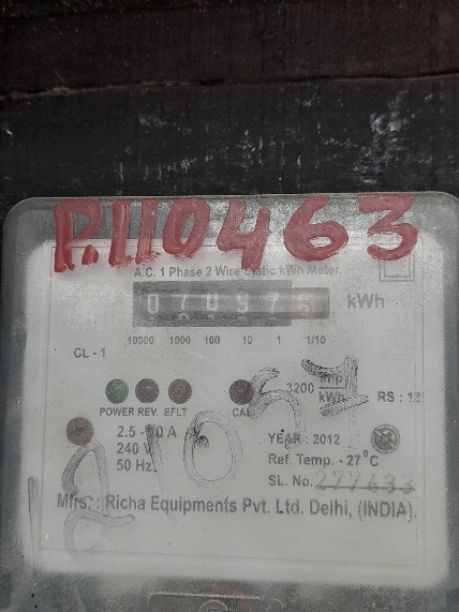 P.110463
A.C. 1 Phase 2 Wire Static kWh Meter.
07097 kWh
10000 1000 100 10 1 1/10
CL - 1
3200 imp kWh
RS : 12
POWER REV. EFLT CAL
2.5 - 10 A
240 V
50 Hz.
YEAR : 2012
Ref. Temp. - 27°C
SL. No. 277633
Mfrs. : Richa Equipments Pvt. Ltd. Delhi, (INDIA).